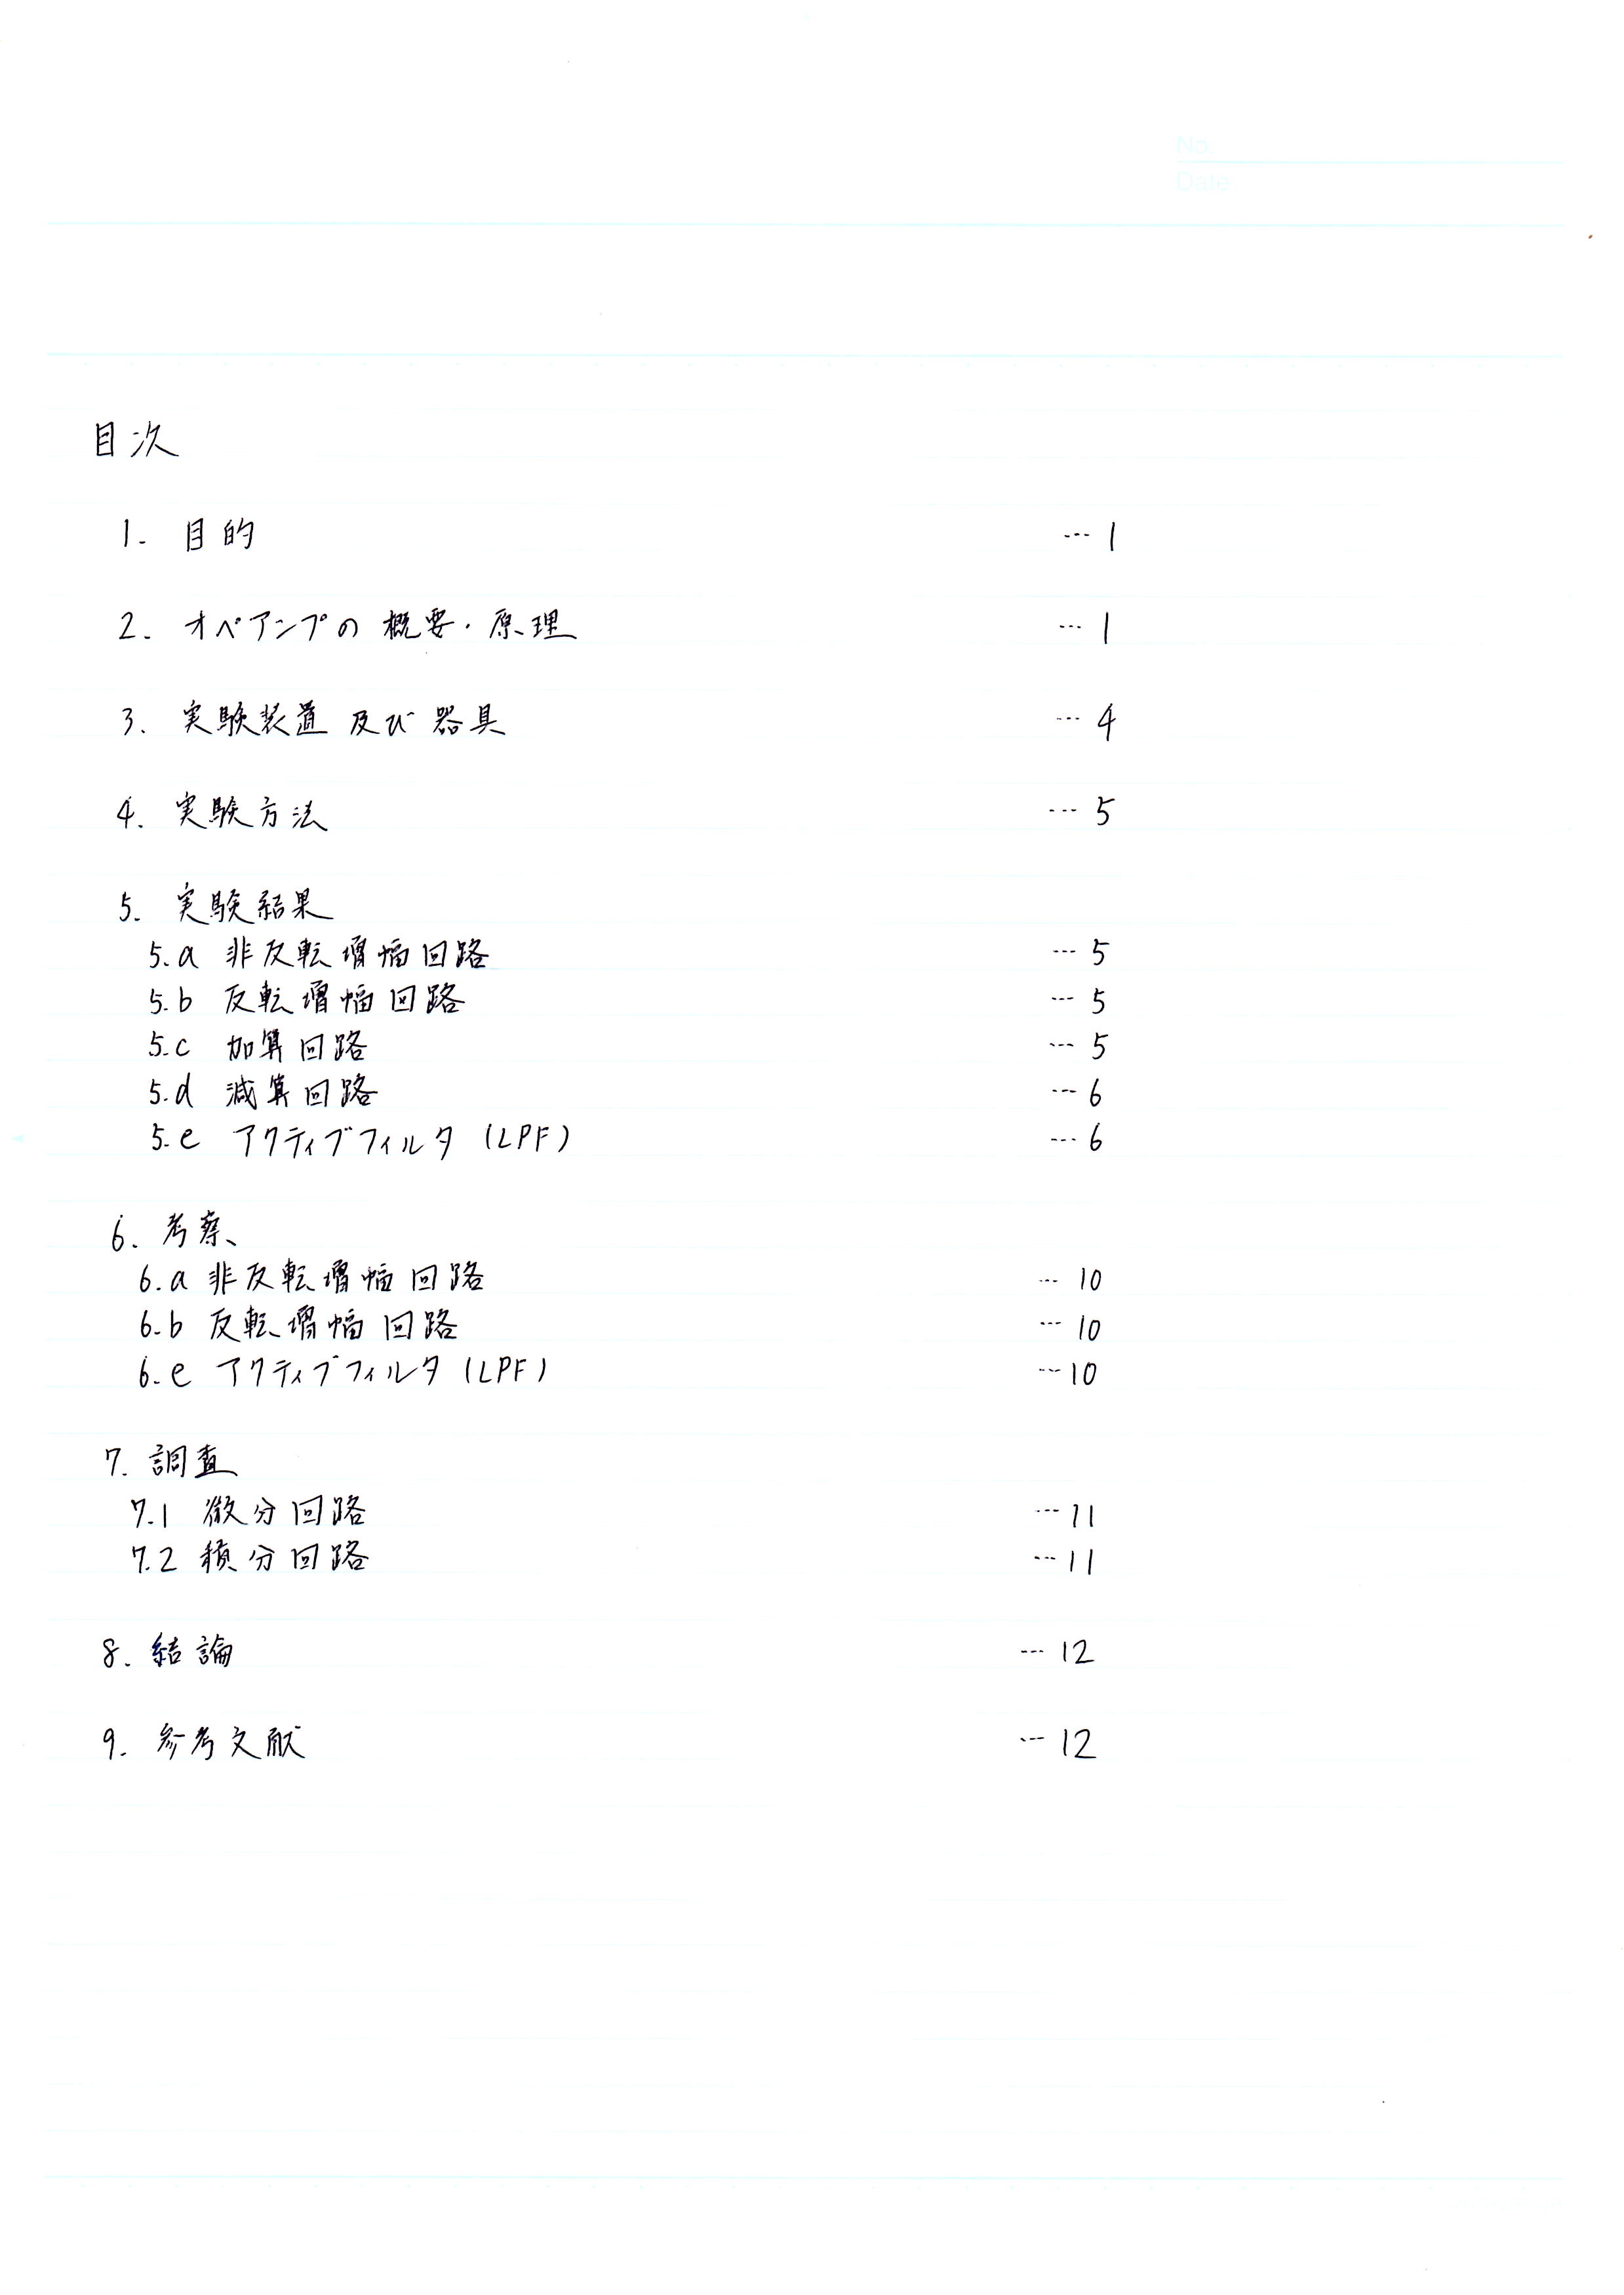 No.
Date
目次
1. 目的 … 1
2. オペアンプの概要・原理 … 1
3. 実験装置及び器具 … 4
4. 実験方法 … 5
5. 実験結果
5.a 非反転増幅回路 … 5
5.b 反転増幅回路 … 5
5.c 加算回路 … 5
5.d 減算回路 … 6
5.e アクティブフィルタ (LPF) … 6
6. 考察
6.a 非反転増幅回路 … 10
6.b 反転増幅回路 … 10
6.e アクティブフィルタ (LPF) … 10
7. 調査
7.1 微分回路 … 11
7.2 積分回路 … 11
8. 結論 … 12
9. 参考文献 … 12